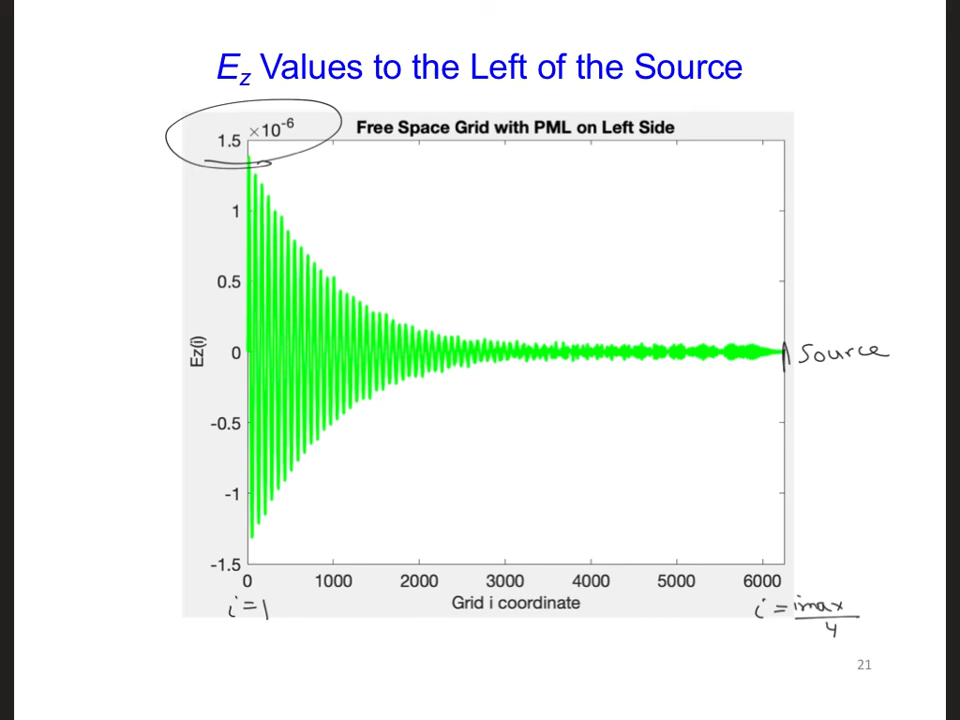 Ez Values to the Left of the Source
×10-6
Free Space Grid with PML on Left Side
1.5
1
0.5
0
-0.5
-1
-1.5
Ez(i)
Source
0 1000 2000 3000 4000 5000 6000
Grid i coordinate
i = 1
i = imax
4
21